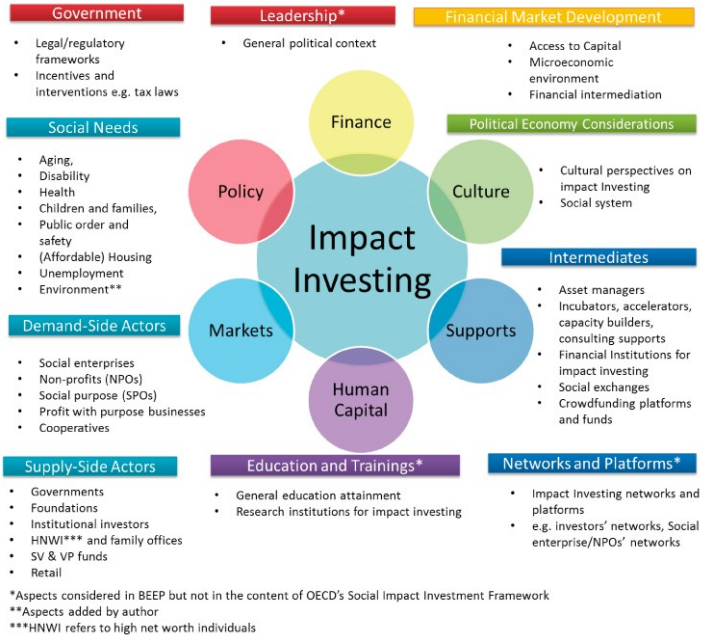 Government
• Legal/regulatory
frameworks
• Incentives and
interventions e.g. tax laws
Leadership*
• General political context
Financial Market Development
• Access to Capital
• Microeconomic
environment
• Financial intermediation
Social Needs
• Aging,
• Disability
• Health
• Children and families,
• Public order and
safety
• (Affordable) Housing
• Unemployment
• Environment**
Political Economy Considerations
• Cultural perspectives on
impact Investing
• Social system
Finance
Policy
Culture
Impact
Investing
Markets
Supports
Human
Capital
Demand-Side Actors
• Social enterprises
• Non-profits (NPOs)
• Social purpose (SPOs)
• Profit with purpose businesses
• Cooperatives
Intermediates
• Asset managers
• Incubators, accelerators,
capacity builders,
consulting supports
• Financial Institutions for
impact investing
• Social exchanges
• Crowdfunding platforms
and funds
Supply-Side Actors
• Governments
• Foundations
• Institutional investors
• HNWI*** and family offices
• SV & VP funds
• Retail
Education and Trainings*
• General education attainment
• Research institutions for impact investing
Networks and Platforms*
• Impact Investing networks and
platforms
• e.g. investors' networks, Social
enterprise/NPOs' networks
*Aspects considered in BEEP but not in the content of OECD's Social Impact Investment Framework
**Aspects added by author
***HNWI refers to high net worth individuals